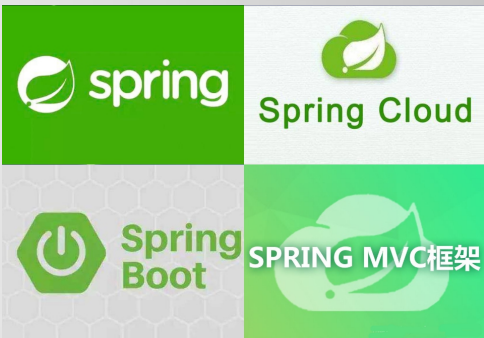 spring
Spring Cloud
Spring
Boot
SPRING MVC框架